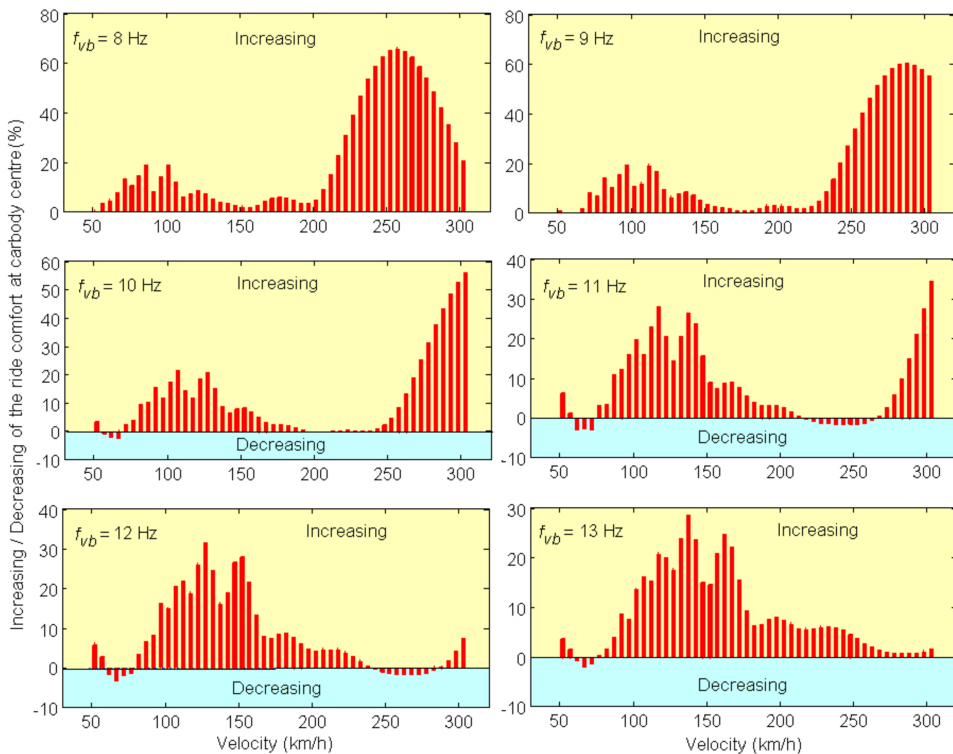 Increasing / Decreasing of the ride comfort at carbody centre (%)
80
60
40
20
0
f_vb = 8 Hz
Increasing
50 100 150 200 250 300
80
60
40
20
0
f_vb = 9 Hz
Increasing
50 100 150 200 250 300
60
50
40
30
20
10
0
-10
f_vb = 10 Hz
Increasing
Decreasing
50 100 150 200 250 300
40
30
20
10
0
-10
f_vb = 11 Hz
Increasing
Decreasing
50 100 150 200 250 300
40
30
20
10
0
-10
f_vb = 12 Hz
Increasing
Decreasing
50 100 150 200 250 300
Velocity (km/h)
30
20
10
0
-10
f_vb = 13 Hz
Increasing
Decreasing
50 100 150 200 250 300
Velocity (km/h)